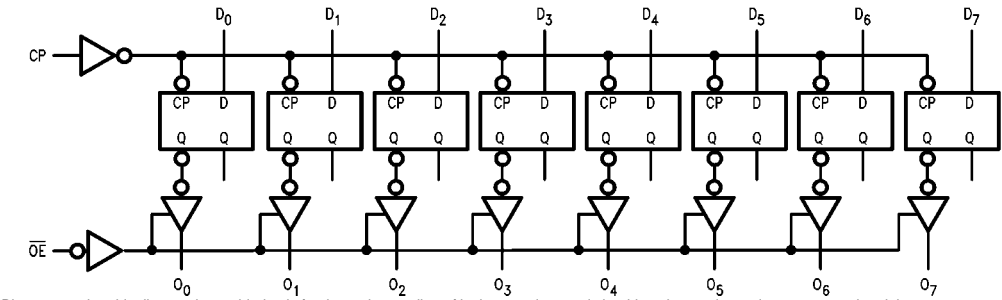 D0 D1 D2 D3 D4 D5 D6 D7
CP
CP D CP D CP D CP D CP D CP D CP D CP D
Q Q Q Q Q Q Q Q Q Q Q Q Q Q Q Q
O̅E̅
O0 O1 O2 O3 O4 O5 O6 O7